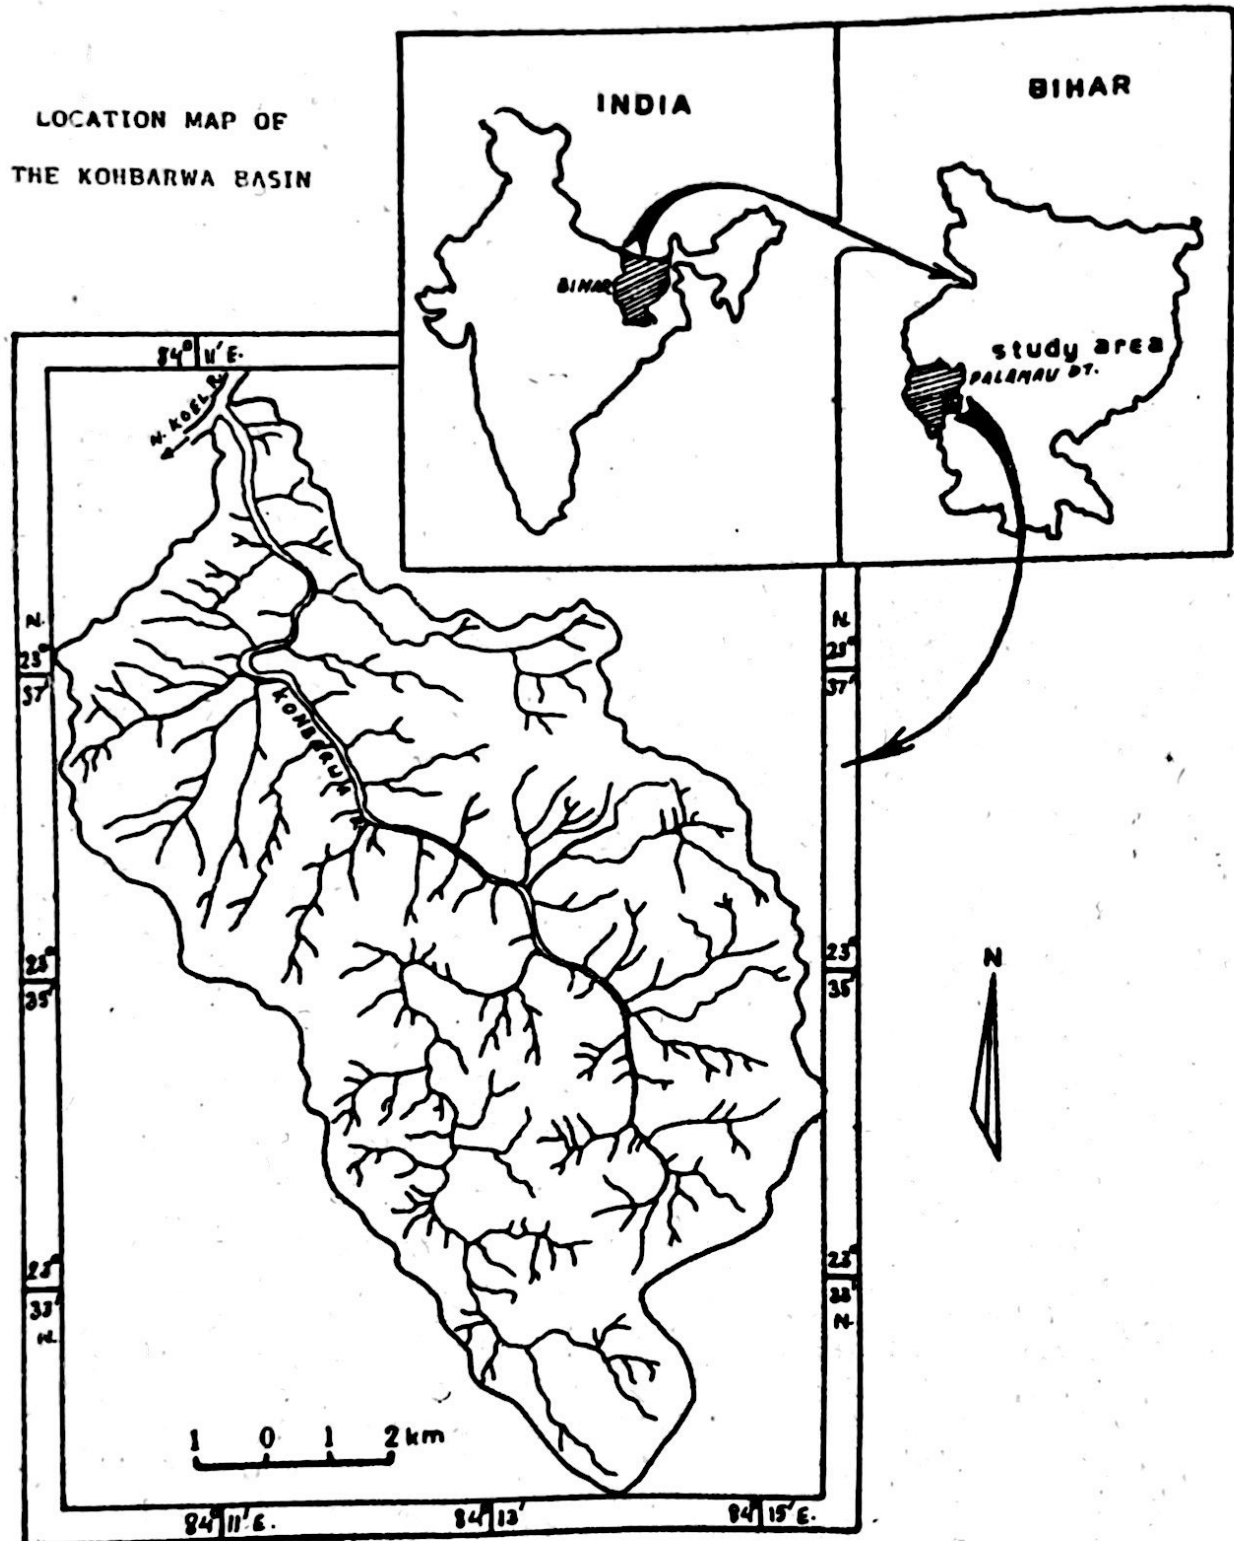 LOCATION MAP OF
THE KOHBARWA BASIN
INDIA
BIHAR
BIHAR
study area
PALAMAU DT.
84° 11' E.
N. KOEL R.
N.
23°
37'
N.
23°
37'
KOHBARWA R.
23°
35'
23°
35'
N
23°
33'
N.
23°
33'
N.
1 0 1 2 km
84° 11' E.
84° 13'
84° 15' E.